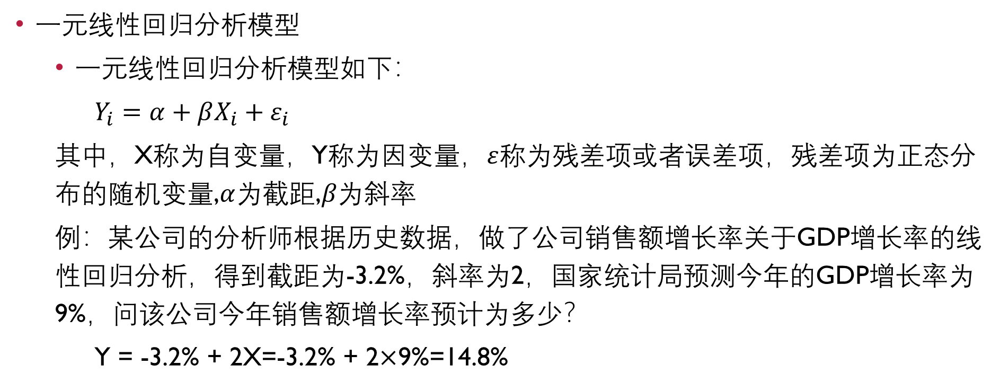 • 一元线性回归分析模型
• 一元线性回归分析模型如下：
Yᵢ = α + βXᵢ + εᵢ
其中，X称为自变量，Y称为因变量，ε称为残差项或者误差项，残差项为正态分
布的随机变量,α为截距,β为斜率
例：某公司的分析师根据历史数据，做了公司销售额增长率关于GDP增长率的线
性回归分析，得到截距为-3.2%，斜率为2，国家统计局预测今年的GDP增长率为
9%，问该公司今年销售额增长率预计为多少？
Y = -3.2% + 2X=-3.2% + 2×9%=14.8%